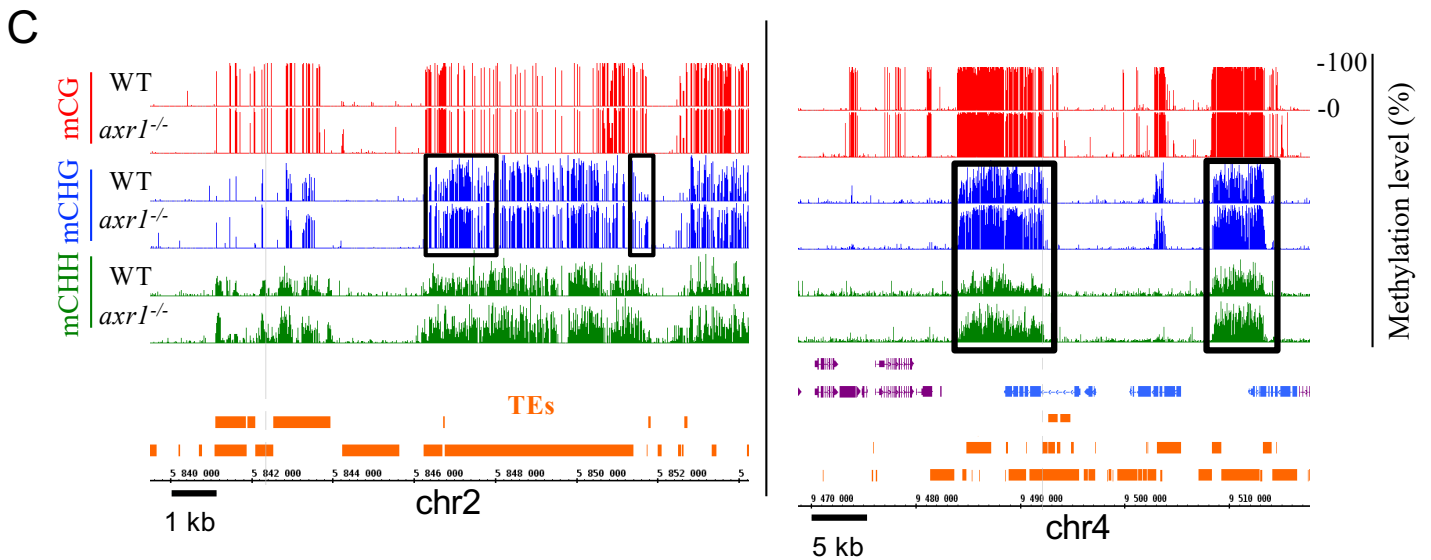 C
mCG
WT
axr1-/-
mCHG
WT
axr1-/-
mCHH
WT
axr1-/-
TEs
5 840 000 5 842 000 5 844 000 5 846 000 5 848 000 5 850 000 5 852 000 5
1 kb
chr2
-100
-0
Methylation level (%)
9 470 000 9 480 000 9 490 000 9 500 000 9 510 000
5 kb
chr4